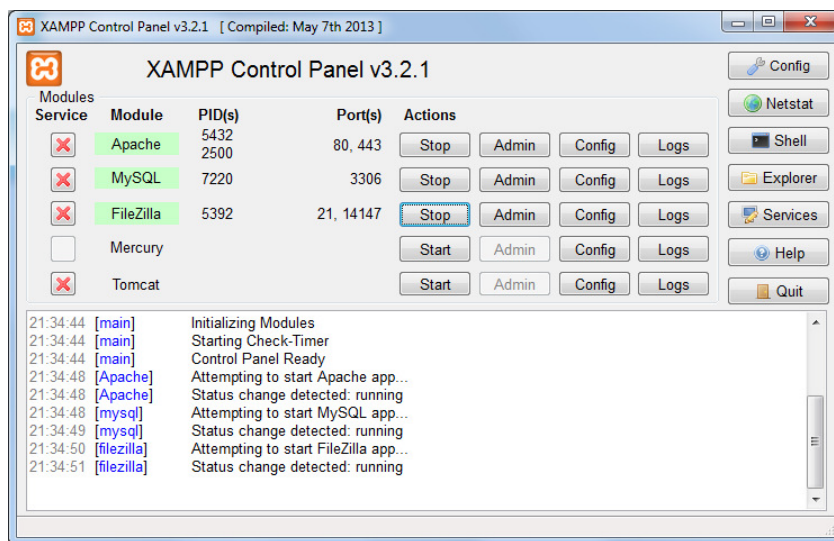 XAMPP Control Panel v3.2.1 [ Compiled: May 7th 2013 ]
XAMPP Control Panel v3.2.1
Config
Modules
Service Module PID(s) Port(s) Actions
Netstat
Apache 5432 2500 80, 443 Stop Admin Config Logs
Shell
MySQL 7220 3306 Stop Admin Config Logs
Explorer
FileZilla 5392 21, 14147 Stop Admin Config Logs
Services
Mercury Start Admin Config Logs
Help
Tomcat Start Admin Config Logs
Quit
21:34:44 [main] Initializing Modules
21:34:44 [main] Starting Check-Timer
21:34:44 [main] Control Panel Ready
21:34:48 [Apache] Attempting to start Apache app...
21:34:48 [Apache] Status change detected: running
21:34:48 [mysql] Attempting to start MySQL app...
21:34:49 [mysql] Status change detected: running
21:34:50 [filezilla] Attempting to start FileZilla app...
21:34:51 [filezilla] Status change detected: running